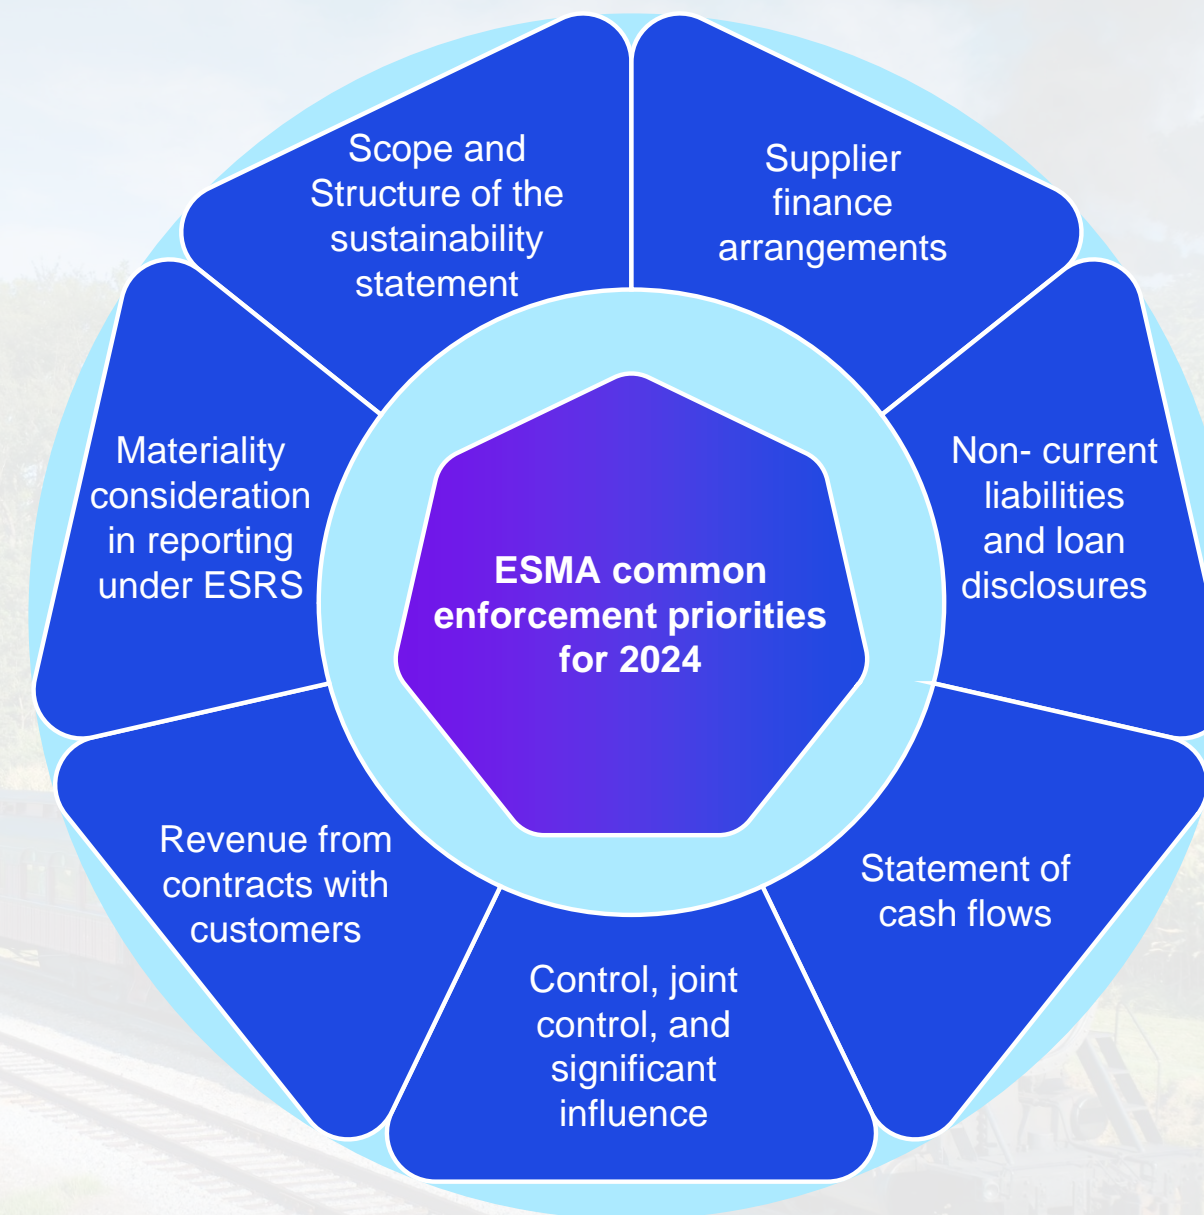 Scope and
Structure of the
sustainability
statement
Supplier
finance
arrangements
Non- current
liabilities
and loan
disclosures
Statement of
cash flows
Control, joint
control, and
significant
influence
Revenue from
contracts with
customers
Materiality
consideration
in reporting
under ESRS
ESMA common
enforcement priorities
for 2024